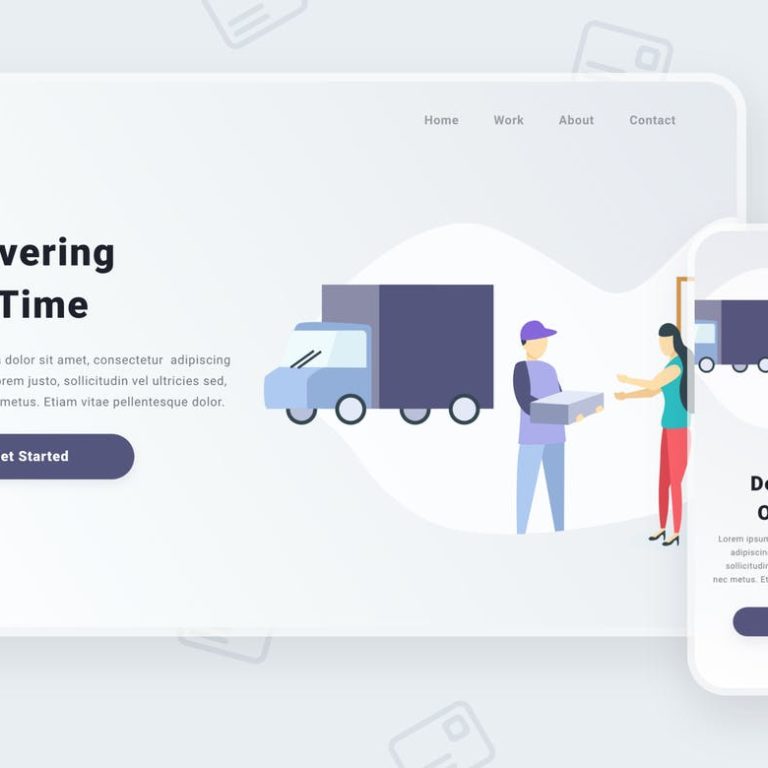 Home Work About Contact
vering
Time
dolor sit amet, consectetur adipiscing
orem justo, sollicitudin vel ultricies sed,
metus. Etiam vitae pellentesque dolor.
et Started
De
O
Lorem ipsum
adipiscin
sollicitudin
nec metus. Et